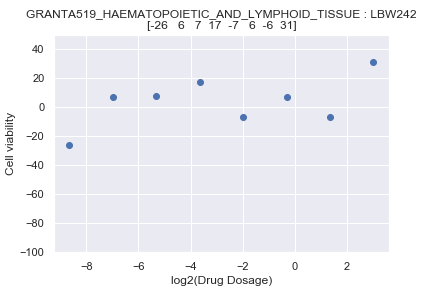 GRANTA519_HAEMATOPOIETIC_AND_LYMPHOID_TISSUE : LBW242
[-26 6 7 17 -7 6 -6 31]
40
20
0
−20
−40
−60
−80
−100
Cell viability
−8 −6 −4 −2 0 2
log2(Drug Dosage)